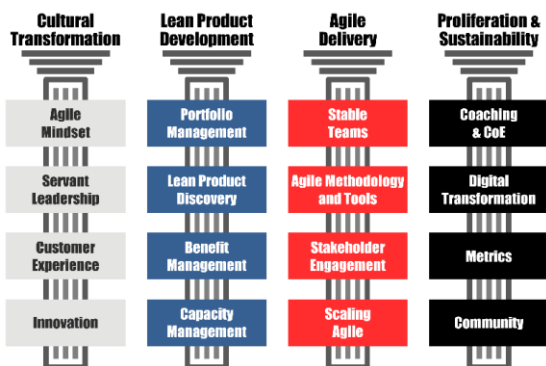 Cultural
Transformation
Agile
Mindset
Servant
Leadership
Customer
Experience
Innovation
Lean Product
Development
Portfolio
Management
Lean Product
Discovery
Benefit
Management
Capacity
Management
Agile
Delivery
Stable
Teams
Agile Methodology
and Tools
Stakeholder
Engagement
Scaling
Agile
Proliferation &
Sustainability
Coaching
& CoE
Digital
Transformation
Metrics
Community